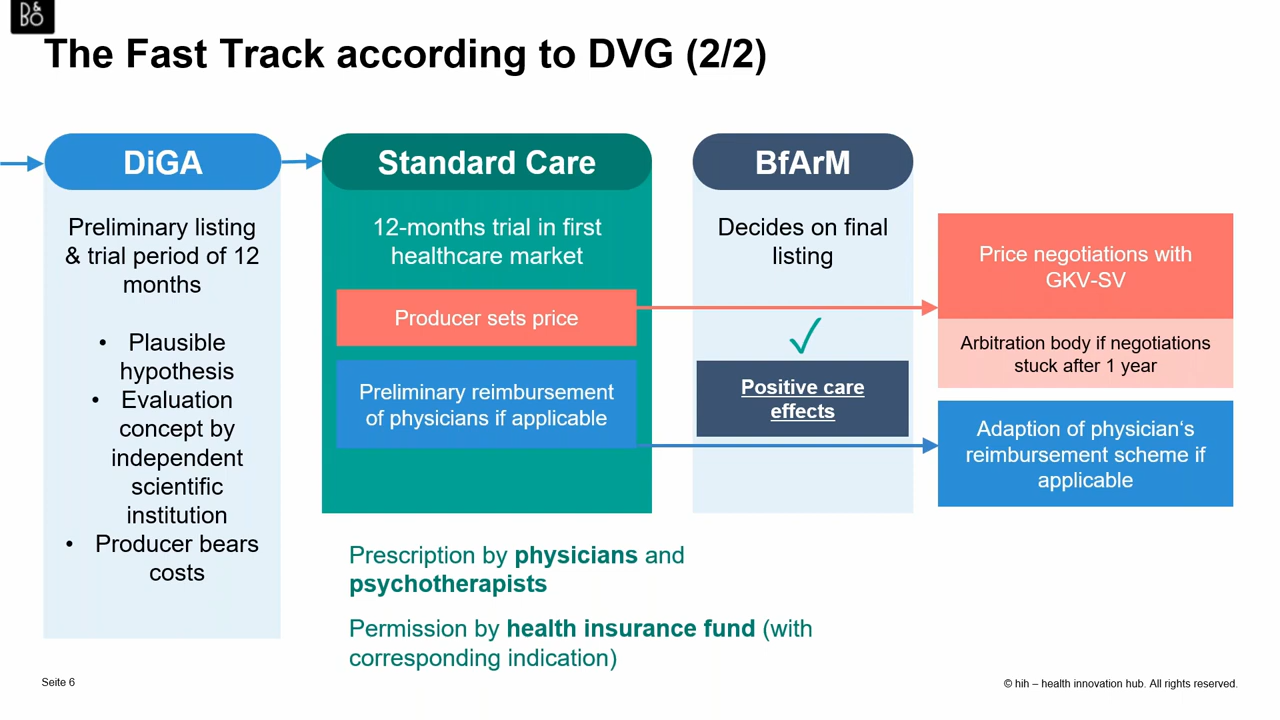 B&
BO
The Fast Track according to DVG (2/2)
DiGA
Preliminary listing
& trial period of 12
months
• Plausible
hypothesis
• Evaluation
concept by
independent
scientific
institution
• Producer bears
costs
Standard Care
12-months trial in first
healthcare market
Producer sets price
Preliminary reimbursement
of physicians if applicable
BfArM
Decides on final
listing
✓
Positive care
effects
Price negotiations with
GKV-SV
Arbitration body if negotiations
stuck after 1 year
Adaption of physician‘s
reimbursement scheme if
applicable
Prescription by physicians and
psychotherapists
Permission by health insurance fund (with
corresponding indication)
Seite 6
© hih – health innovation hub. All rights reserved.